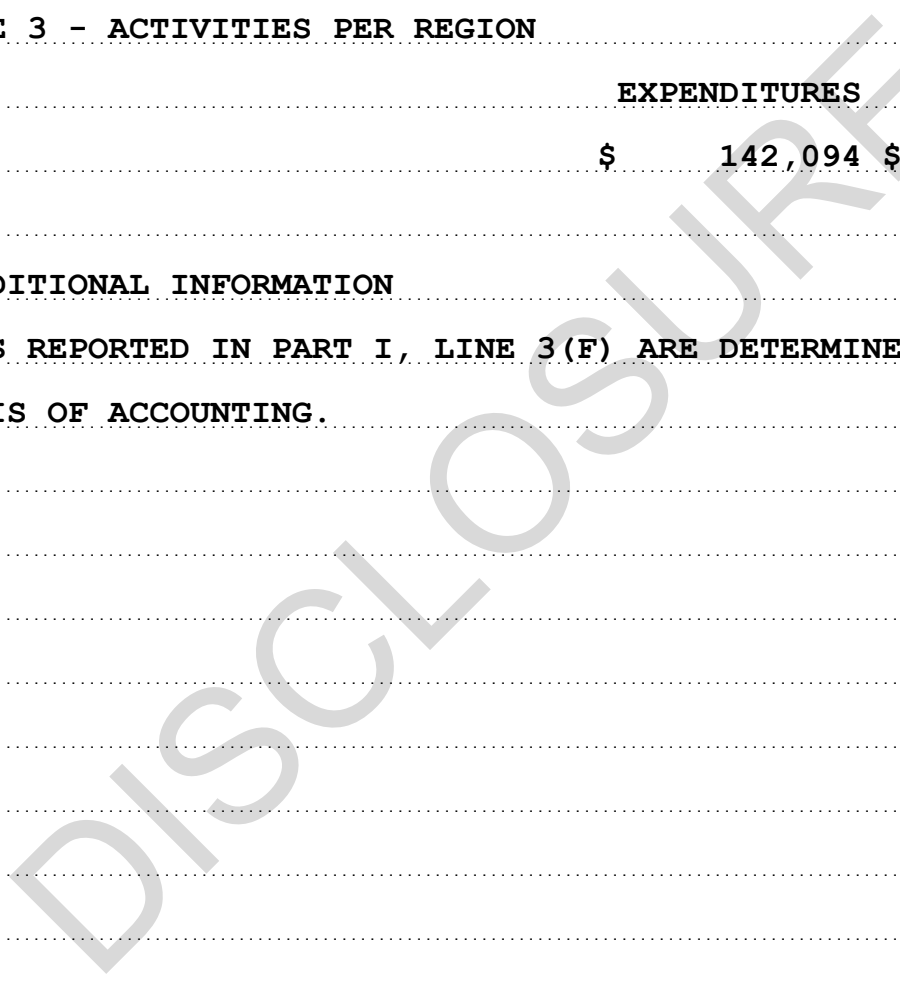 E 3 - ACTIVITIES PER REGION
EXPENDITURES
$ 142,094 $
DITIONAL INFORMATION
S REPORTED IN PART I, LINE 3(F) ARE DETERMINE
IS OF ACCOUNTING.
DISCLOSURE